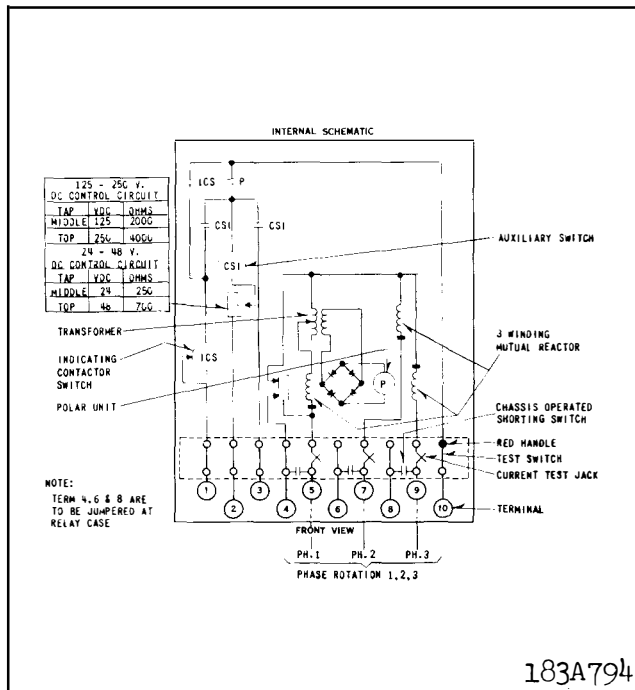 INTERNAL SCHEMATIC
125 - 250 V.
DC CONTROL CIRCUIT
TAP VDC OHMS
MIDDLE 125 2000
TOP 250 4000
24 - 48 V.
DC CONTROL CIRCUIT
TAP VDC OHMS
MIDDLE 24 250
TOP 48 700
ICS
P
CSI
CSI
CSI
AUXILIARY SWITCH
TRANSFORMER
3 WINDING
MUTUAL REACTOR
INDICATING
CONTACTOR
SWITCH
ICS
P
POLAR UNIT
CHASSIS OPERATED
SHORTING SWITCH
RED HANDLE
TEST SWITCH
CURRENT TEST JACK
NOTE:
TERM 4,6 & 8 ARE
TO BE JUMPERED AT
RELAY CASE
1 3 5 7 9
2 4 6 8 10
TERMINAL
FRONT VIEW
PH.1 PH.2 PH.3
PHASE ROTATION 1,2,3
183A794